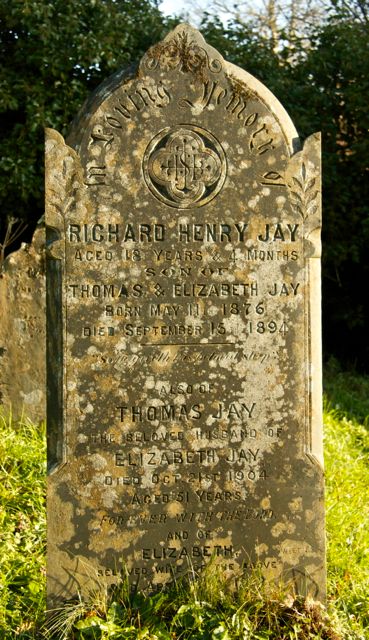 In Loving Memory of
IHS
RICHARD HENRY JAY
AGED 18 YEARS & 4 MONTHS
SON OF
THOMAS & ELIZABETH JAY
BORN MAY 11 1876
DIED SEPTEMBER 15 1894
ALSO OF
THOMAS JAY
THE BELOVED HUSBAND OF
ELIZABETH JAY
DIED OCT 21ST 1904
AGED 51 YEARS
FOR EVER WITH THE LORD
AND OF
ELIZABETH
BELOVED WIFE OF THE ABOVE